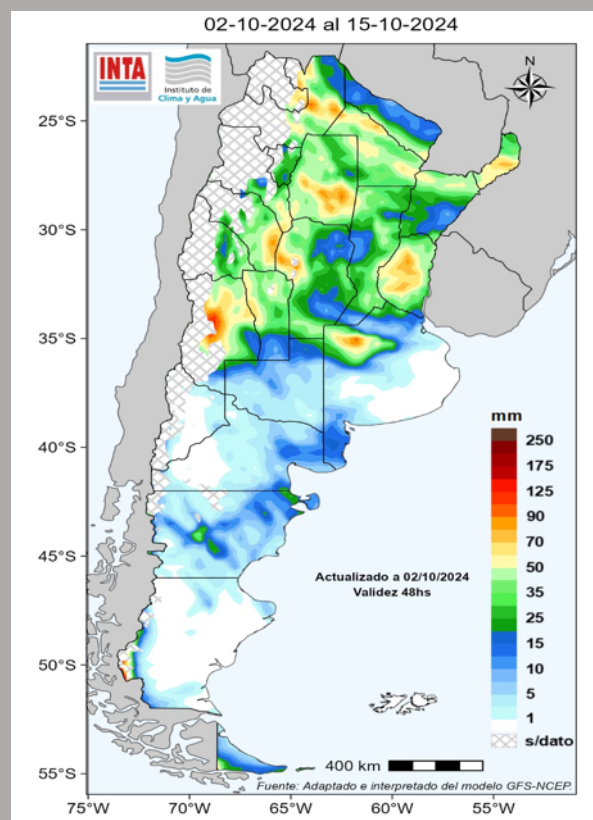 02-10-2024 al 15-10-2024
INTA
Instituto de
Clima y Agua
N
25°S
30°S
35°S
40°S
45°S
50°S
55°S
mm
250
175
125
90
70
50
35
25
15
10
5
1
s/dato
Actualizado a 02/10/2024
Validez 48hs
400 km
Fuente: Adaptado e interpretado del modelo GFS-NCEP.
75°W
70°W
65°W
60°W
55°W